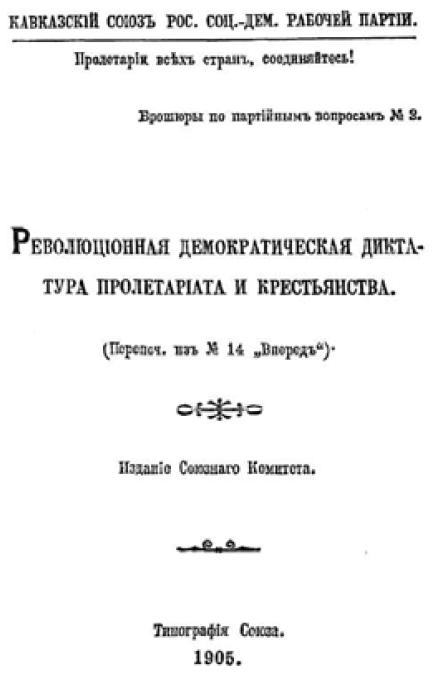 КАВКАЗСКІЙ СОЮЗЪ РОС. СОЦ.-ДЕМ. РАБОЧЕЙ ПАРТІИ.
Пролетаріи всѣхъ странъ, соединяйтесь!
Брошюры по партійнымъ вопросамъ № 2.
РЕВОЛЮЦІОННАЯ ДЕМОКРАТИЧЕСКАЯ ДИКТА-
ТУРА ПРОЛЕТАРІАТА И КРЕСТЬЯНСТВА.
(Перепеч. изъ № 14 „Впередъ“).
Изданіе Союзнаго Комитета.
Типографія Союза.
1905.